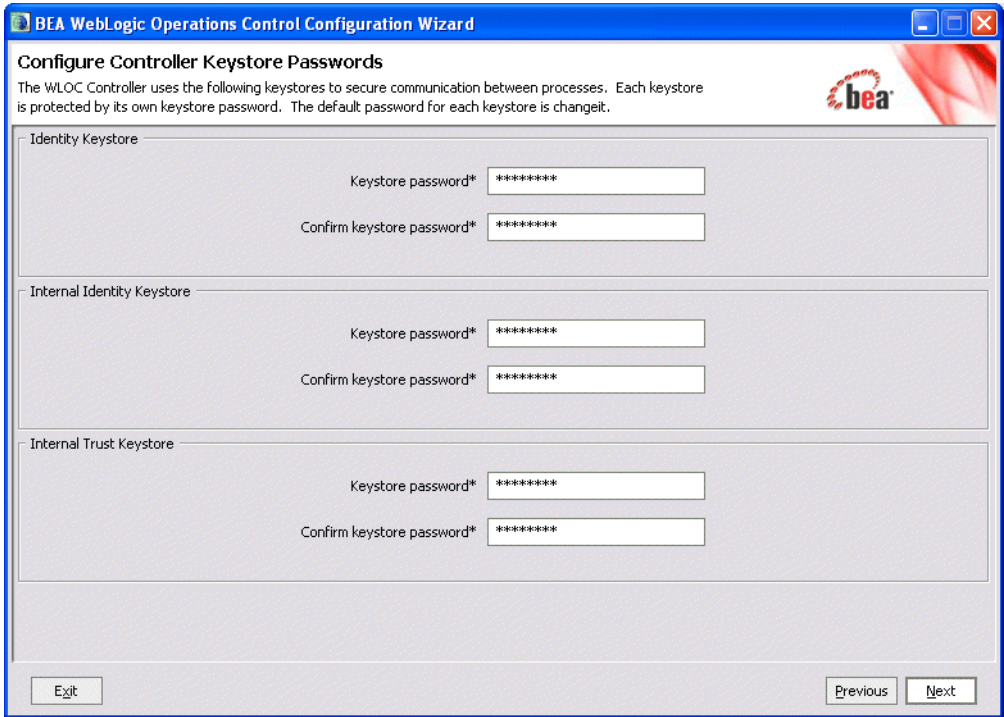 BEA WebLogic Operations Control Configuration Wizard
Configure Controller Keystore Passwords
The WLOC Controller uses the following keystores to secure communication between processes. Each keystore
is protected by its own keystore password. The default password for each keystore is changeit.
bea
Identity Keystore
Keystore password* ********
Confirm keystore password* ********
Internal Identity Keystore
Keystore password* ********
Confirm keystore password* ********
Internal Trust Keystore
Keystore password* ********
Confirm keystore password* ********
Exit Previous Next